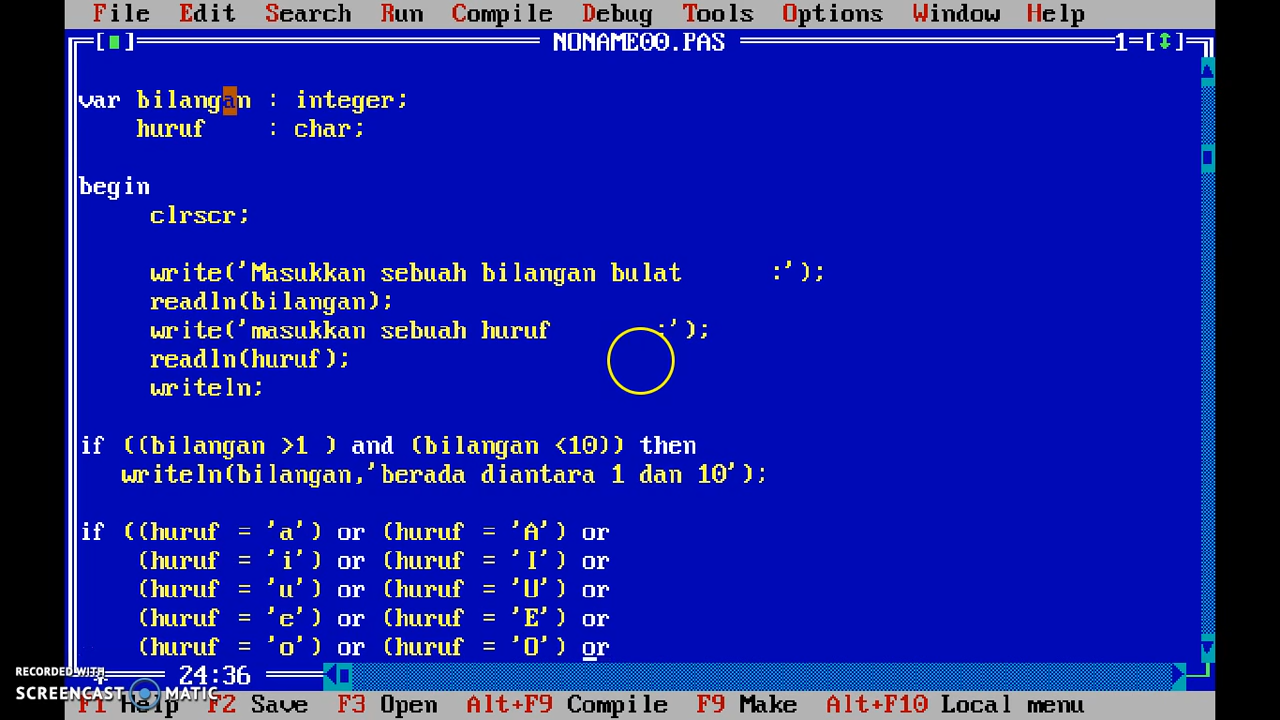 File Edit Search Run Compile Debug Tools Options Window Help
[■] NONAME00.PAS 1=[↕]
var bilangan : integer;
huruf : char;
begin
clrscr;
write('Masukkan sebuah bilangan bulat :');
readln(bilangan);
write('masukkan sebuah huruf :');
readln(huruf);
writeln;
if ((bilangan >1 ) and (bilangan <10)) then
writeln(bilangan,'berada diantara 1 dan 10');
if ((huruf = 'a') or (huruf = 'A') or
(huruf = 'i') or (huruf = 'I') or
(huruf = 'u') or (huruf = 'U') or
(huruf = 'e') or (huruf = 'E') or
(huruf = 'o') or (huruf = 'O') or
* 24:36
RECORDED WITH
SCREENCAST MATIC
F1 Help F2 Save F3 Open Alt+F9 Compile F9 Make Alt+F10 Local menu